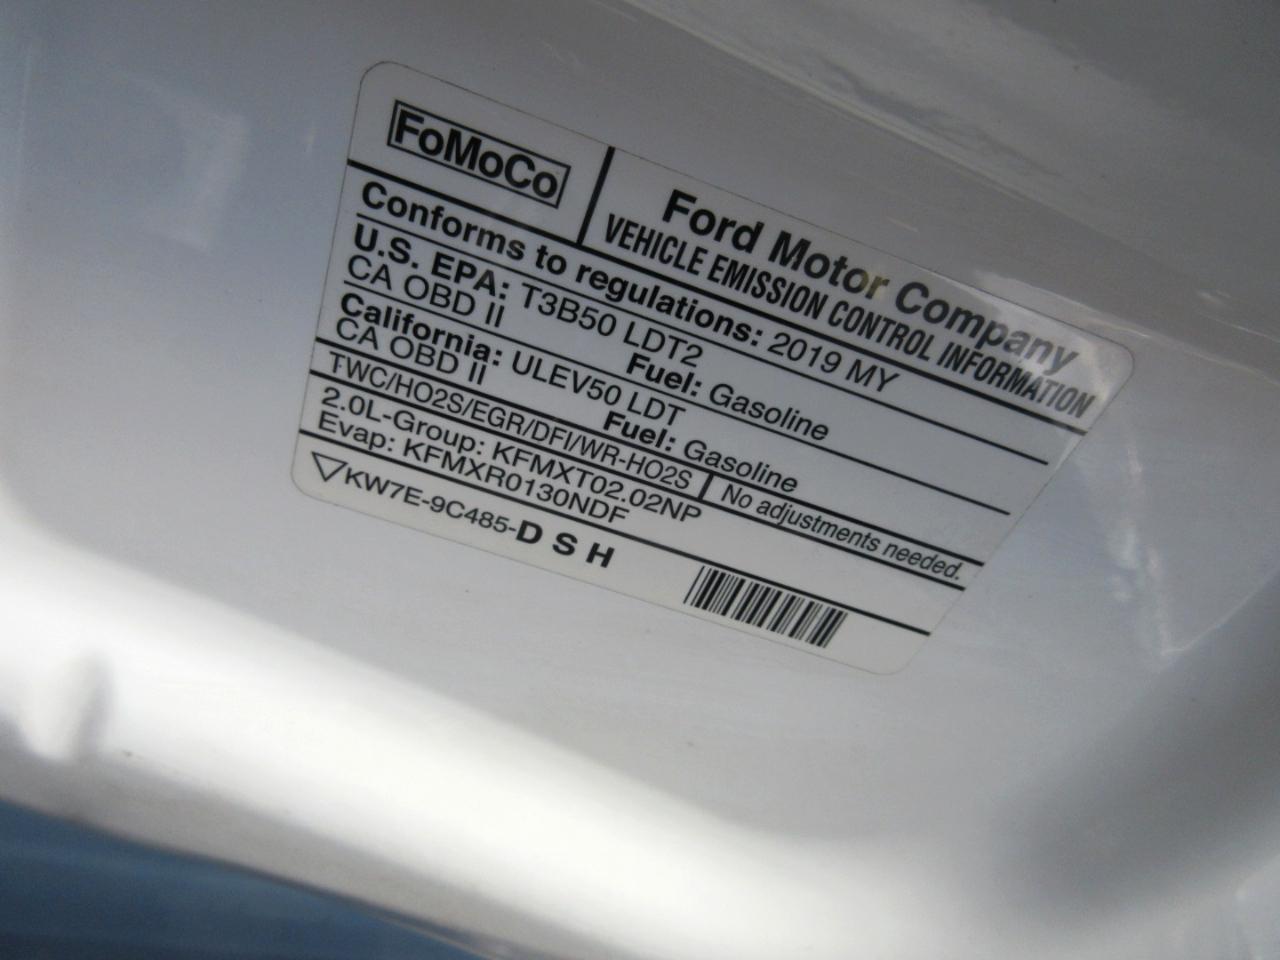 FoMoCo
Ford Motor Company
VEHICLE EMISSION CONTROL INFORMATION
Conforms to regulations: 2019 MY
U.S. EPA: T3B50 LDT2
CA OBD II Fuel: Gasoline
California: ULEV50 LDT
CA OBD II Fuel: Gasoline
TWC/HO2S/EGR/DFI/WR-HO2S No adjustments needed.
2.0L-Group: KFMXT02.02NP
Evap: KFMXR0130NDF
▽KW7E-9C485-D S H